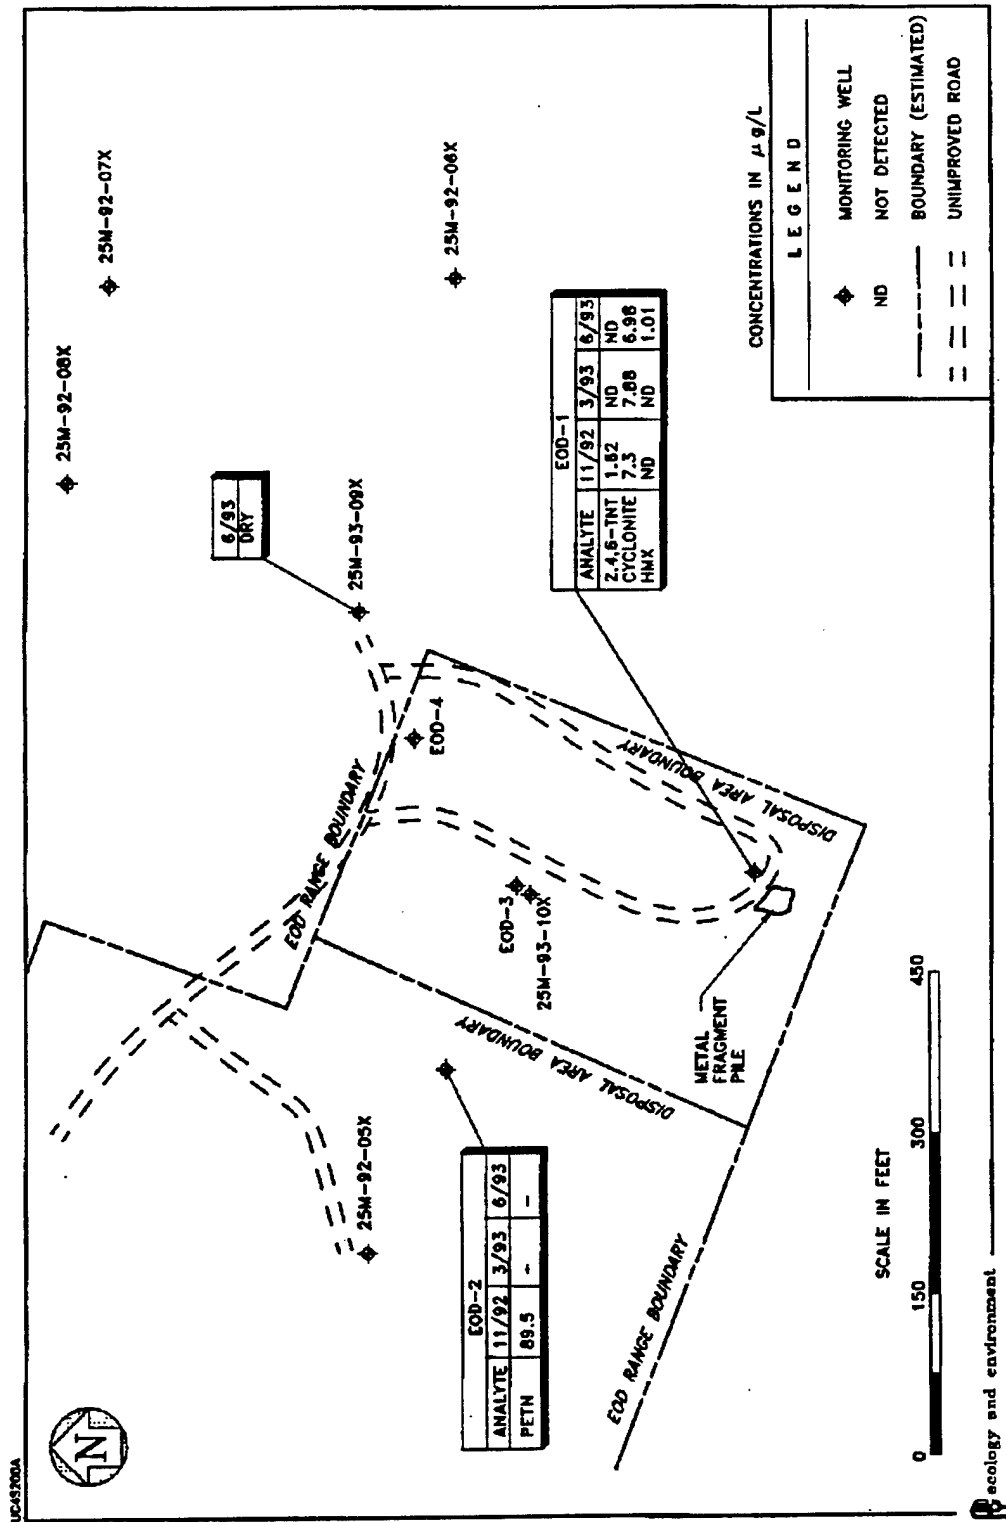 UC4S200A
N
25M-92-08X
25M-92-07X
25M-92-06X
6/93
DRY
25M-93-09X
EOD RANGE BOUNDARY
EOD-4
EOD-3
25M-93-10X
25M-92-05X
DISPOSAL AREA BOUNDARY
DISPOSAL AREA BOUNDARY
EOD-2
ANALYTE 11/92 3/93 6/93
PETN 89.5 – –
EOD-1
ANALYTE 11/92 3/93 6/93
2,4,6-TNT 1.82 ND ND
CYCLONITE 7.3 7.88 6.98
HMX ND ND 1.01
METAL
FRAGMENT
PILE
EOD RANGE BOUNDARY
SCALE IN FEET
0 150 300 450
CONCENTRATIONS IN μg/L
LEGEND
MONITORING WELL
ND NOT DETECTED
BOUNDARY (ESTIMATED)
UNIMPROVED ROAD
ecology and environment